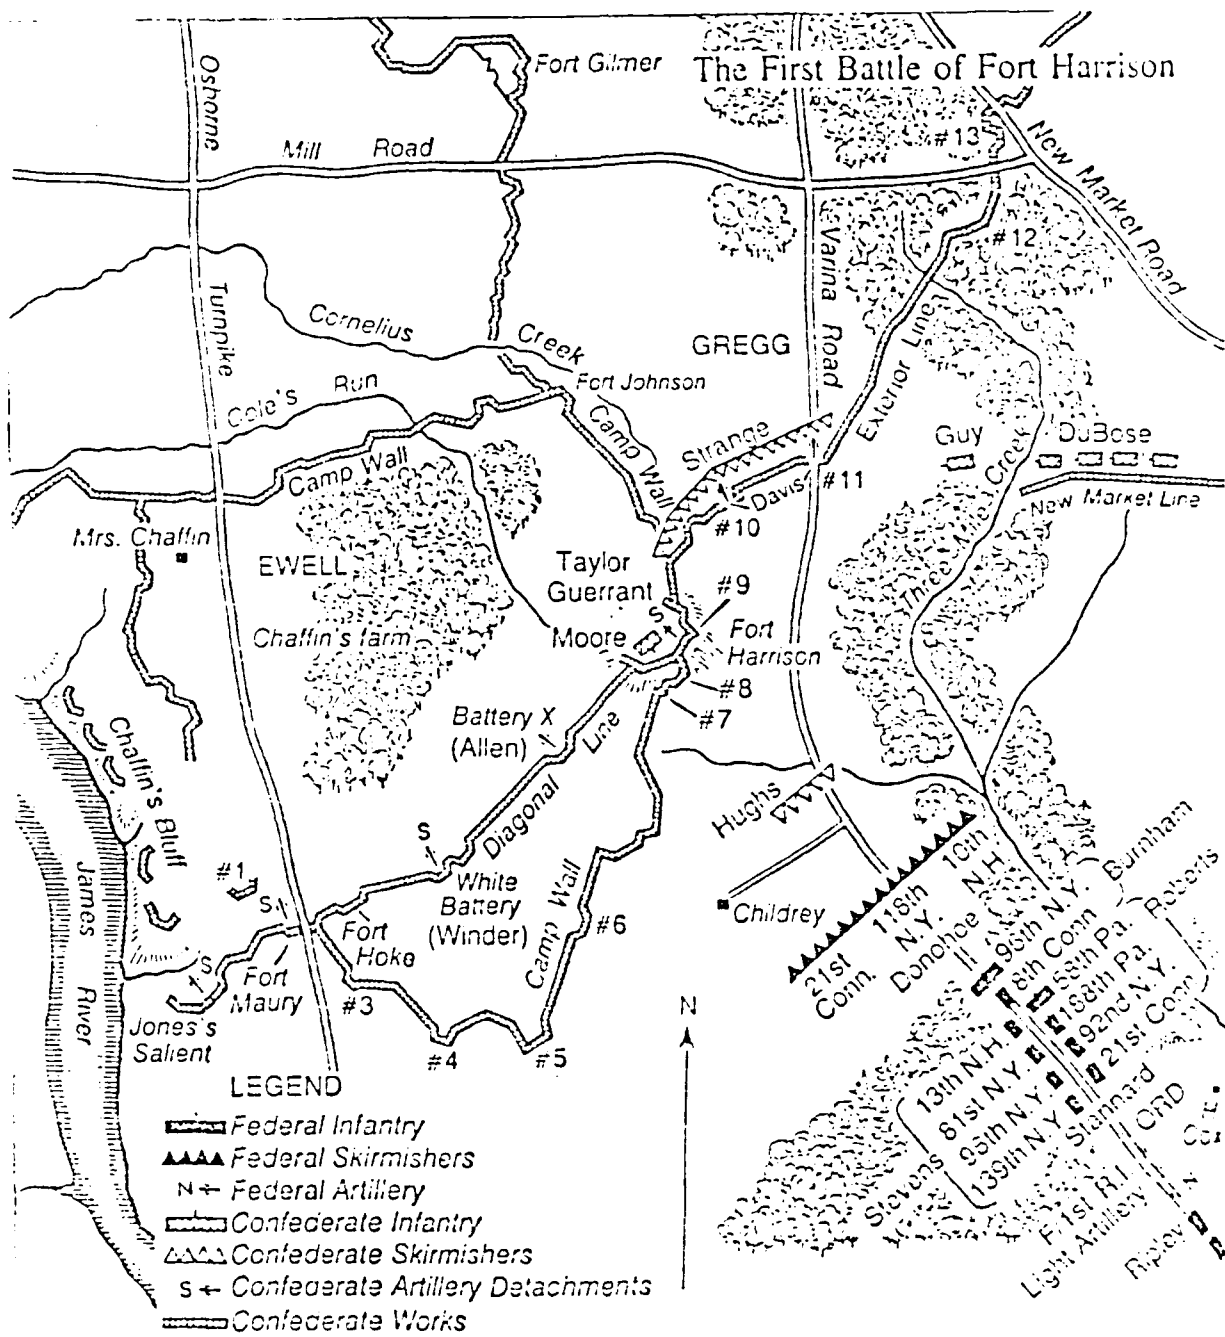 The First Battle of Fort Harrison
Fort Gilmer
Osborne
Turnpike
Mill Road
#13
New Market Road
#12
Varina Road
Cornelius Creek
GREGG
Exterior Line
Cole's Run
Fort Johnson
Camp Wall
Camp Wall
Strange
Guy
DuBose
Davis
#11
#10
New Market Line
Three Mile Creek
Mrs. Chaffin
EWELL
Taylor
Guerrant
S
#9
Chaffin's farm
Moore
Fort
Harrison
#8
#7
Battery X
(Allen)
Diagonal Line
Chaffin's Bluff
Hughs
S
#1
S
White
Battery
(Winder)
Camp Wall
#6
Childrey
Fort
Hoke
Fort
Maury
S
Jones's
Salient
#3
#4
#5
James River
N
10th
N.H.
118th
N.Y.
21st
Conn.
Donohoe
Burnham
Roberts
96th N.Y.
8th Conn
58th Pa.
188th Pa.
92nd N.Y.
21st Conn
13th N.H.
81st N.Y.
139th N.Y.
Stevens
Stannard
ORD
F/1st R.I.
Light Artillery
N
Ripley
Cox
LEGEND
Federal Infantry
Federal Skirmishers
N Federal Artillery
Confederate Infantry
Confederate Skirmishers
S Confederate Artillery Detachments
Confederate Works